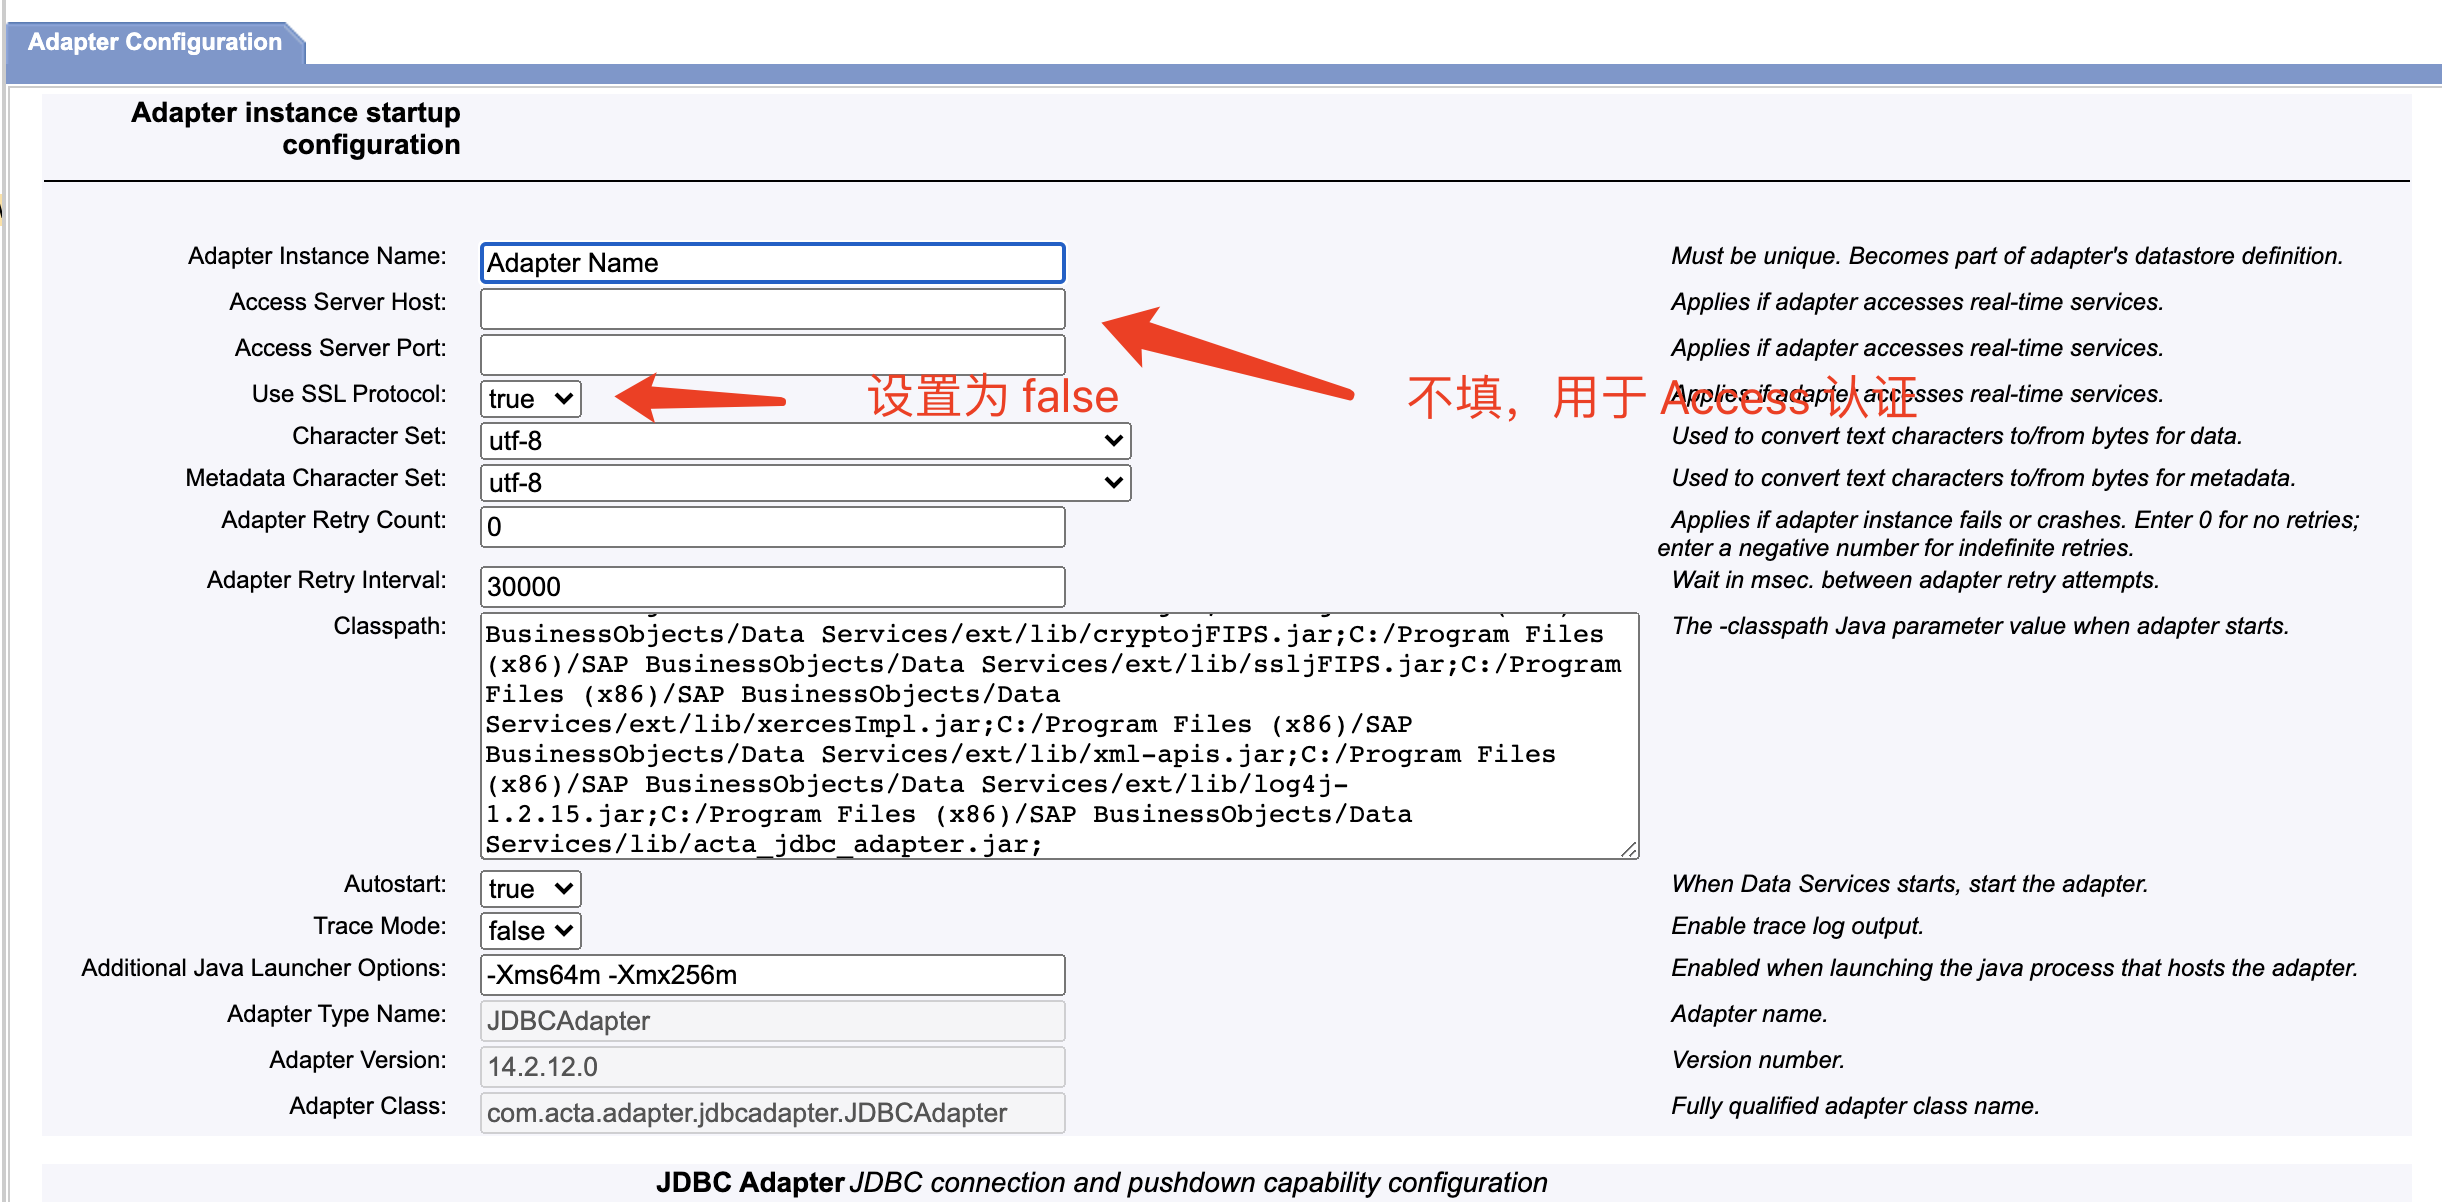 Adapter Configuration
Adapter instance startup
configuration
Adapter Instance Name: Adapter Name Must be unique. Becomes part of adapter's datastore definition.
Access Server Host: Applies if adapter accesses real-time services.
Access Server Port: Applies if adapter accesses real-time services.
Use SSL Protocol: true Applies if adapter accesses real-time services.
设置为 false
不填，用于 Access 认证
Character Set: utf-8 Used to convert text characters to/from bytes for data.
Metadata Character Set: utf-8 Used to convert text characters to/from bytes for metadata.
Adapter Retry Count: 0 Applies if adapter instance fails or crashes. Enter 0 for no retries;
enter a negative number for indefinite retries.
Adapter Retry Interval: 30000 Wait in msec. between adapter retry attempts.
Classpath: The -classpath Java parameter value when adapter starts.
BusinessObjects/Data Services/ext/lib/cryptojFIPS.jar;C:/Program Files
(x86)/SAP BusinessObjects/Data Services/ext/lib/ssljFIPS.jar;C:/Program
Files (x86)/SAP BusinessObjects/Data
Services/ext/lib/xercesImpl.jar;C:/Program Files (x86)/SAP
BusinessObjects/Data Services/ext/lib/xml-apis.jar;C:/Program Files
(x86)/SAP BusinessObjects/Data Services/ext/lib/log4j-
1.2.15.jar;C:/Program Files (x86)/SAP BusinessObjects/Data
Services/lib/acta_jdbc_adapter.jar;
Autostart: true When Data Services starts, start the adapter.
Trace Mode: false Enable trace log output.
Additional Java Launcher Options: -Xms64m -Xmx256m Enabled when launching the java process that hosts the adapter.
Adapter Type Name: JDBCAdapter Adapter name.
Adapter Version: 14.2.12.0 Version number.
Adapter Class: com.acta.adapter.jdbcadapter.JDBCAdapter Fully qualified adapter class name.
JDBC Adapter JDBC connection and pushdown capability configuration